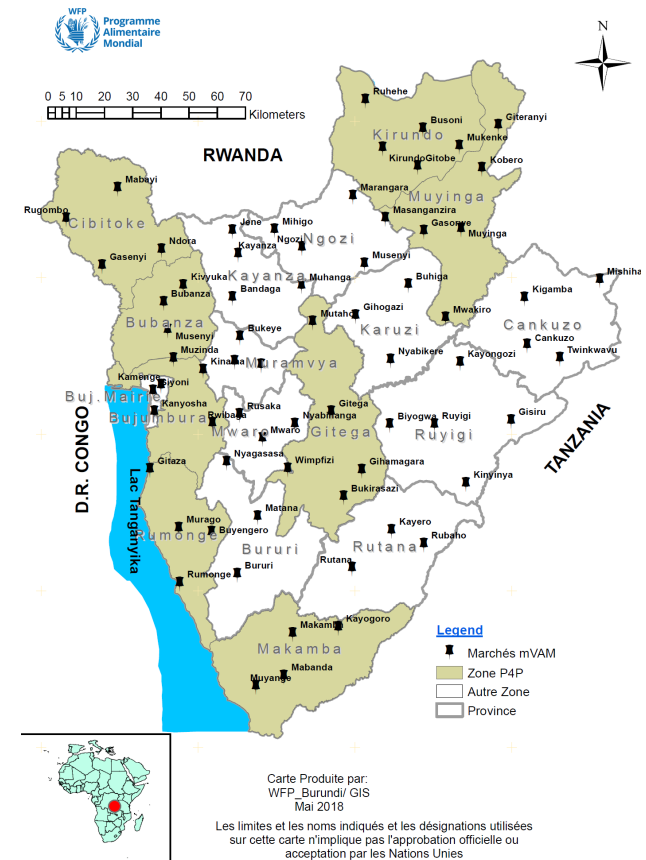 WFP
Programme
Alimentaire
Mondial
N
0 5 10 20 30 40 50 60 70
Kilometers
RWANDA
Ruhehe
Busoni
Giteranyi
Kirundo
Mukenke
KirundoGitobe
Kobero
Mabayi
Marangara
Muyinga
Rugombo
Cibitoke
Masanganzira
Jene
Mihigo
Gasorwe
Muyinga
Ndora
Kayanza
Ngozi
Ngozi
Gasenyi
Musenyi
Mishiha
Kivyuka
Kayanza
Muhanga
Buhiga
TANZANIA
Bubanza
Bandaga
Kigamba
Bubanza
Mutaho
Gihogazi
Mwakiro
Cankuzo
Musenyi
Bukeye
Karuzi
Cankuzo
Muzinda
Nyabikere
Kayongozi
Twinkwavu
Kinama
Muramvya
Kamenge
Giyoni
Buj.Mairie
Kanyosha
Rusaka
Gitega
Bujumbura
Rwibaga
Nyabihanga
Biyogwa
Ruyigi
Gisiru
Mwaro
Mwaro
Gitega
Ruyigi
D.R. CONGO
Nyagasasa
Wimpfizi
Gihamagara
Gitaza
Lac Tanganyika
Bukirasazi
Kinyinya
Matana
Murago
Buyengero
Kayero
Rumonge
Rubaho
Bururi
Rutana
Rutana
Rumonge
Bururi
Makamba
Kayogoro
Makamba
Mabanda
Muyange
Legend
Marchés mVAM
Zone P4P
Autre Zone
Province
Carte Produite par:
WFP_Burundi/ GIS
Mai 2018
Les limites et les noms indiqués et les désignations utilisées
sur cette carte n'implique pas l'approbation officielle ou
acceptation par les Nations Unies